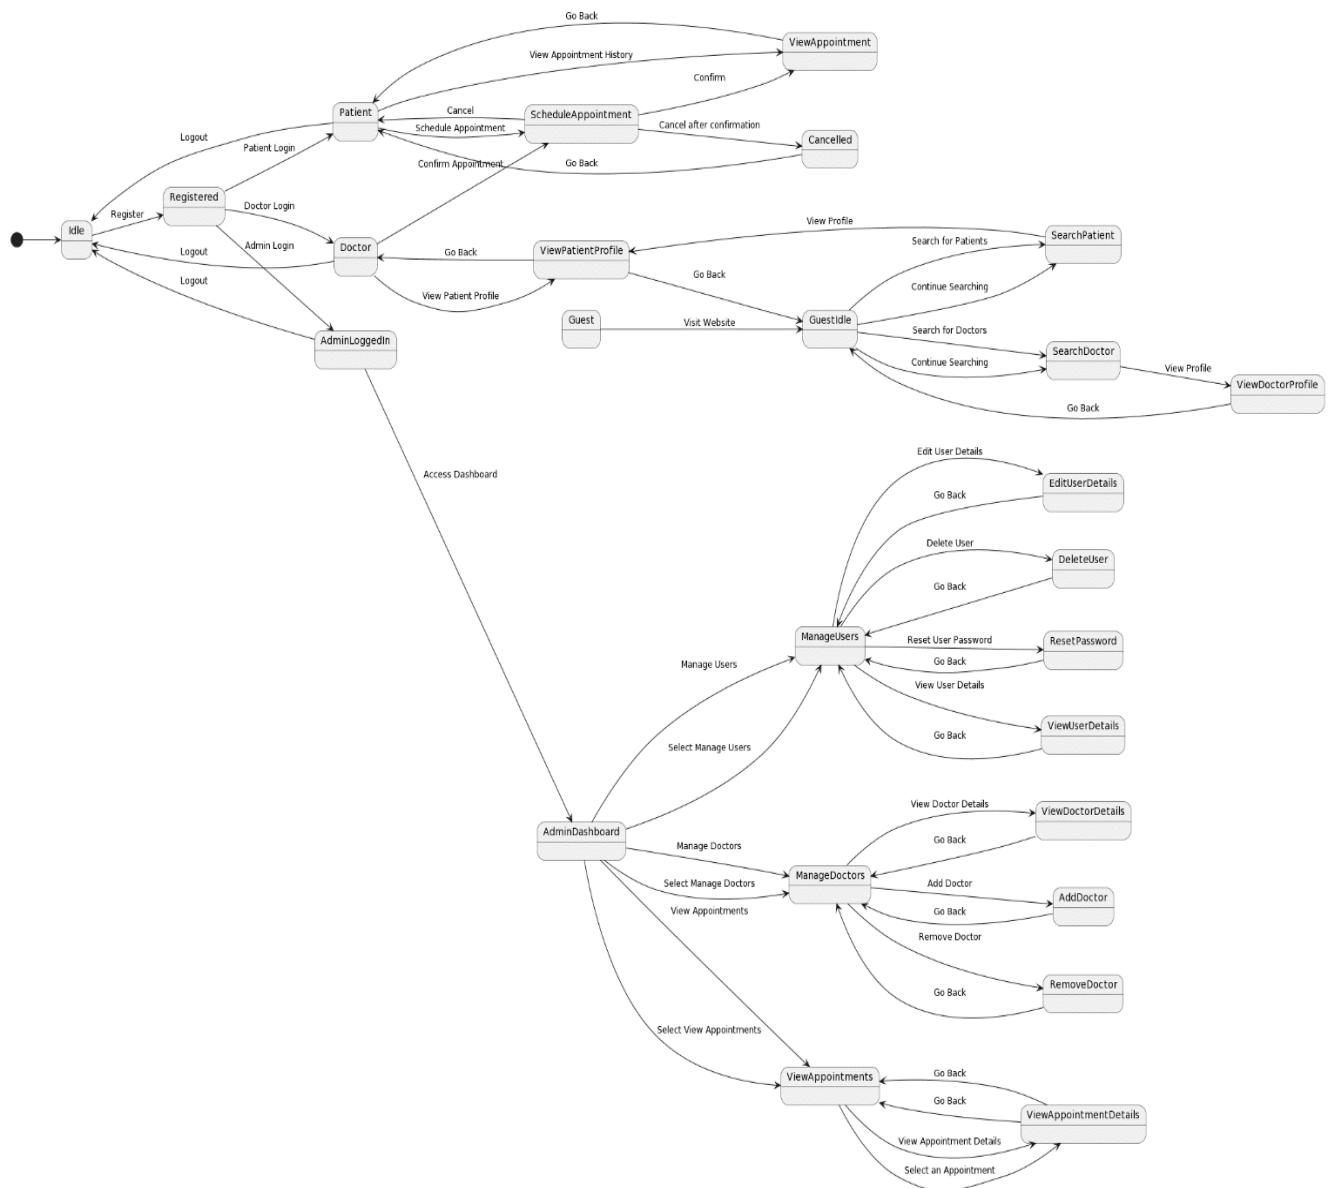 Go Back
ViewAppointment
View Appointment History
Confirm
Patient
Cancel
ScheduleAppointment
Schedule Appointment
Cancel after confirmation
Logout
Patient Login
Cancelled
Confirm Appointment
Go Back
Registered
Register
Doctor Login
View Profile
Idle
SearchPatient
Search for Patients
Admin Login
Doctor
Logout
Go Back
ViewPatientProfile
Go Back
Logout
Continue Searching
View Patient Profile
Guest
Visit Website
GuestIdle
Search for Doctors
AdminLoggedIn
SearchDoctor
Continue Searching
View Profile
ViewDoctorProfile
Go Back
Edit User Details
Access Dashboard
EditUserDetails
Go Back
Delete User
DeleteUser
Go Back
ManageUsers
Reset User Password
ResetPassword
Manage Users
Go Back
View User Details
ViewUserDetails
Go Back
Select Manage Users
View Doctor Details
ViewDoctorDetails
AdminDashboard
Go Back
Manage Doctors
ManageDoctors
Select Manage Doctors
Add Doctor
AddDoctor
View Appointments
Go Back
Remove Doctor
RemoveDoctor
Go Back
Select View Appointments
ViewAppointments
Go Back
Go Back
ViewAppointmentDetails
View Appointment Details
Select an Appointment